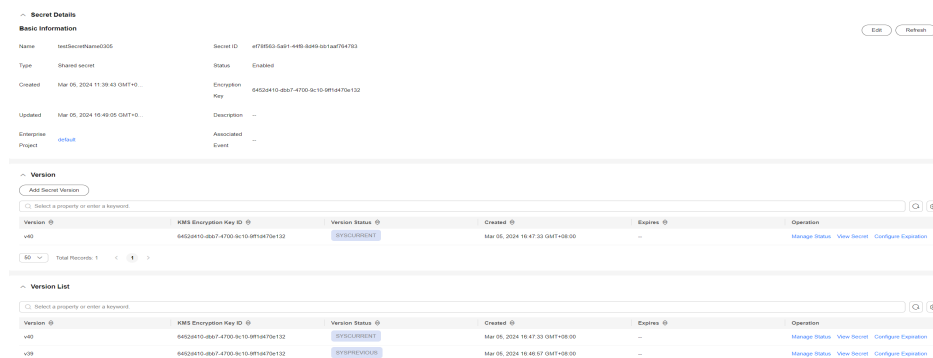 Secret Details
Basic Information
Edit Refresh
Name testSecretName0305 Secret ID ef78f563-5a91-44f8-8d49-bb1aaf764783
Type Shared secret Status Enabled
Created Mar 05, 2024 11:39:43 GMT+0... Encryption Key 6452d410-dbb7-4700-9c10-9ff1d470e132
Updated Mar 05, 2024 16:49:05 GMT+0... Description --
Enterprise Project default Associated Event --
Version
Add Secret Version
Select a property or enter a keyword.
Version KMS Encryption Key ID Version Status Created Expires Operation
v40 6452d410-dbb7-4700-9c10-9ff1d470e132 SYSCURRENT Mar 05, 2024 16:47:33 GMT+08:00 -- Manage Status View Secret Configure Expiration
50 Total Records: 1 < 1 >
Version List
Select a property or enter a keyword.
Version KMS Encryption Key ID Version Status Created Expires Operation
v40 6452d410-dbb7-4700-9c10-9ff1d470e132 SYSCURRENT Mar 05, 2024 16:47:33 GMT+08:00 -- Manage Status View Secret Configure Expiration
v39 6452d410-dbb7-4700-9c10-9ff1d470e132 SYSPREVIOUS Mar 05, 2024 16:46:57 GMT+08:00 -- Manage Status View Secret Configure Expiration